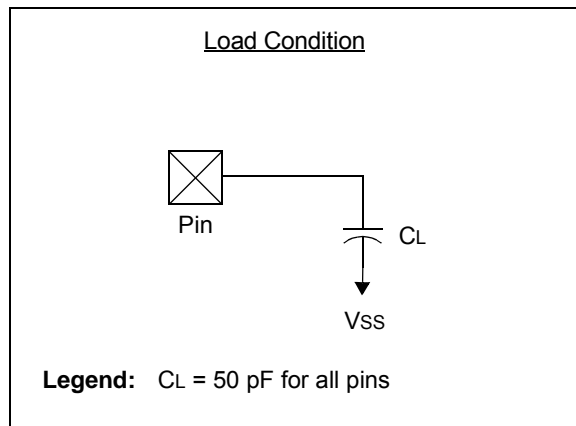 Load Condition
Pin
CL
VSS
Legend: CL = 50 pF for all pins